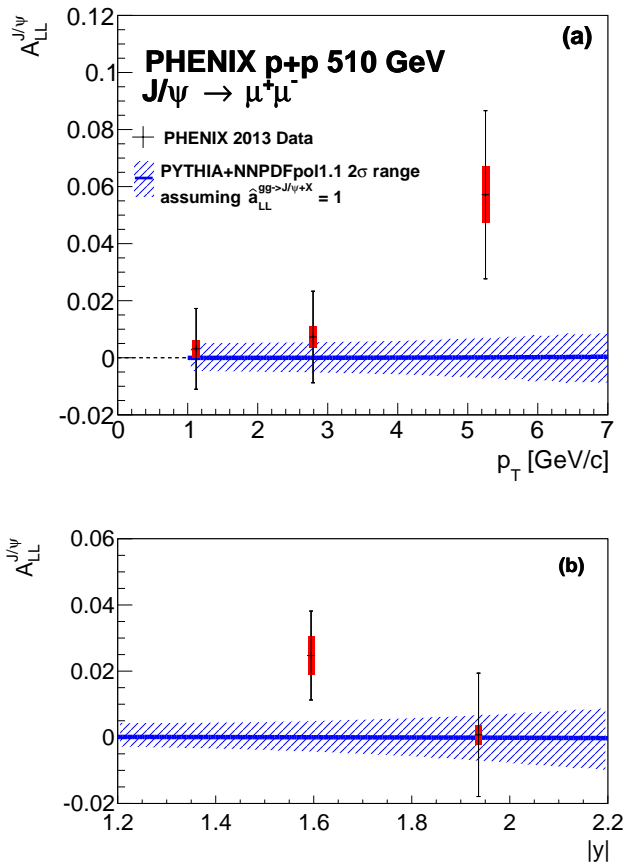 A_LL^J/ψ
0.12
(a)
PHENIX p+p 510 GeV
0.1
J/ψ → μ⁺μ⁻
0.08
PHENIX 2013 Data
PYTHIA+NNPDFpol1.1 2σ range
0.06
assuming â_LL^gg->J/ψ+X = 1
0.04
0.02
0
-0.02
0 1 2 3 4 5 6 7
p_T [GeV/c]
A_LL^J/ψ
0.06
(b)
0.04
0.02
0
-0.02
1.2 1.4 1.6 1.8 2 2.2
|y|